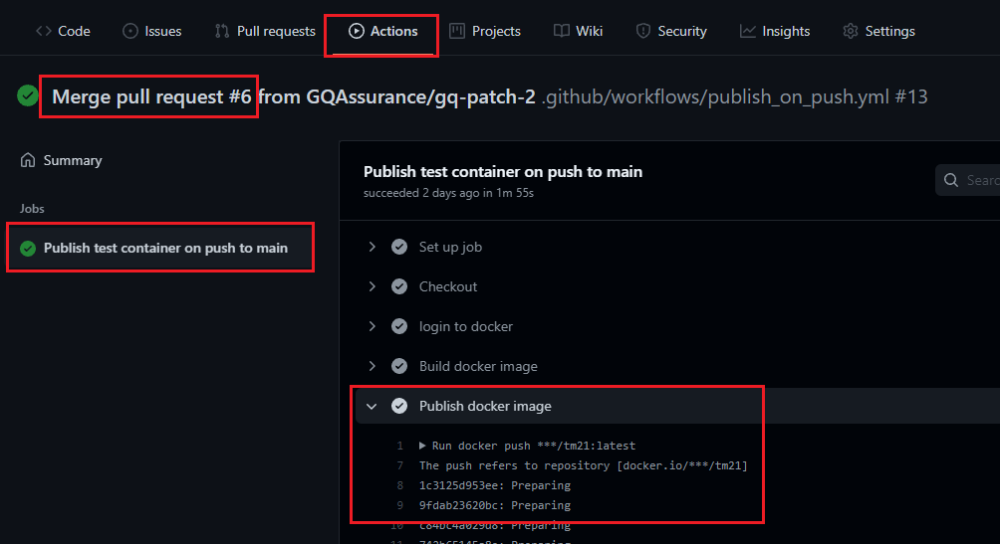 Code Issues Pull requests Actions Projects Wiki Security Insights Settings
Merge pull request #6 from GQAssurance/gq-patch-2 .github/workflows/publish_on_push.yml #13
Summary
Jobs
Publish test container on push to main
Publish test container on push to main
succeeded 2 days ago in 1m 55s
Searc
Set up job
Checkout
login to docker
Build docker image
Publish docker image
1 Run docker push ***/tm21:latest
7 The push refers to repository [docker.io/***/tm21]
8 1c3125d953ee: Preparing
9 9fdab23620bc: Preparing
10 c84bc4a029d8: Preparing